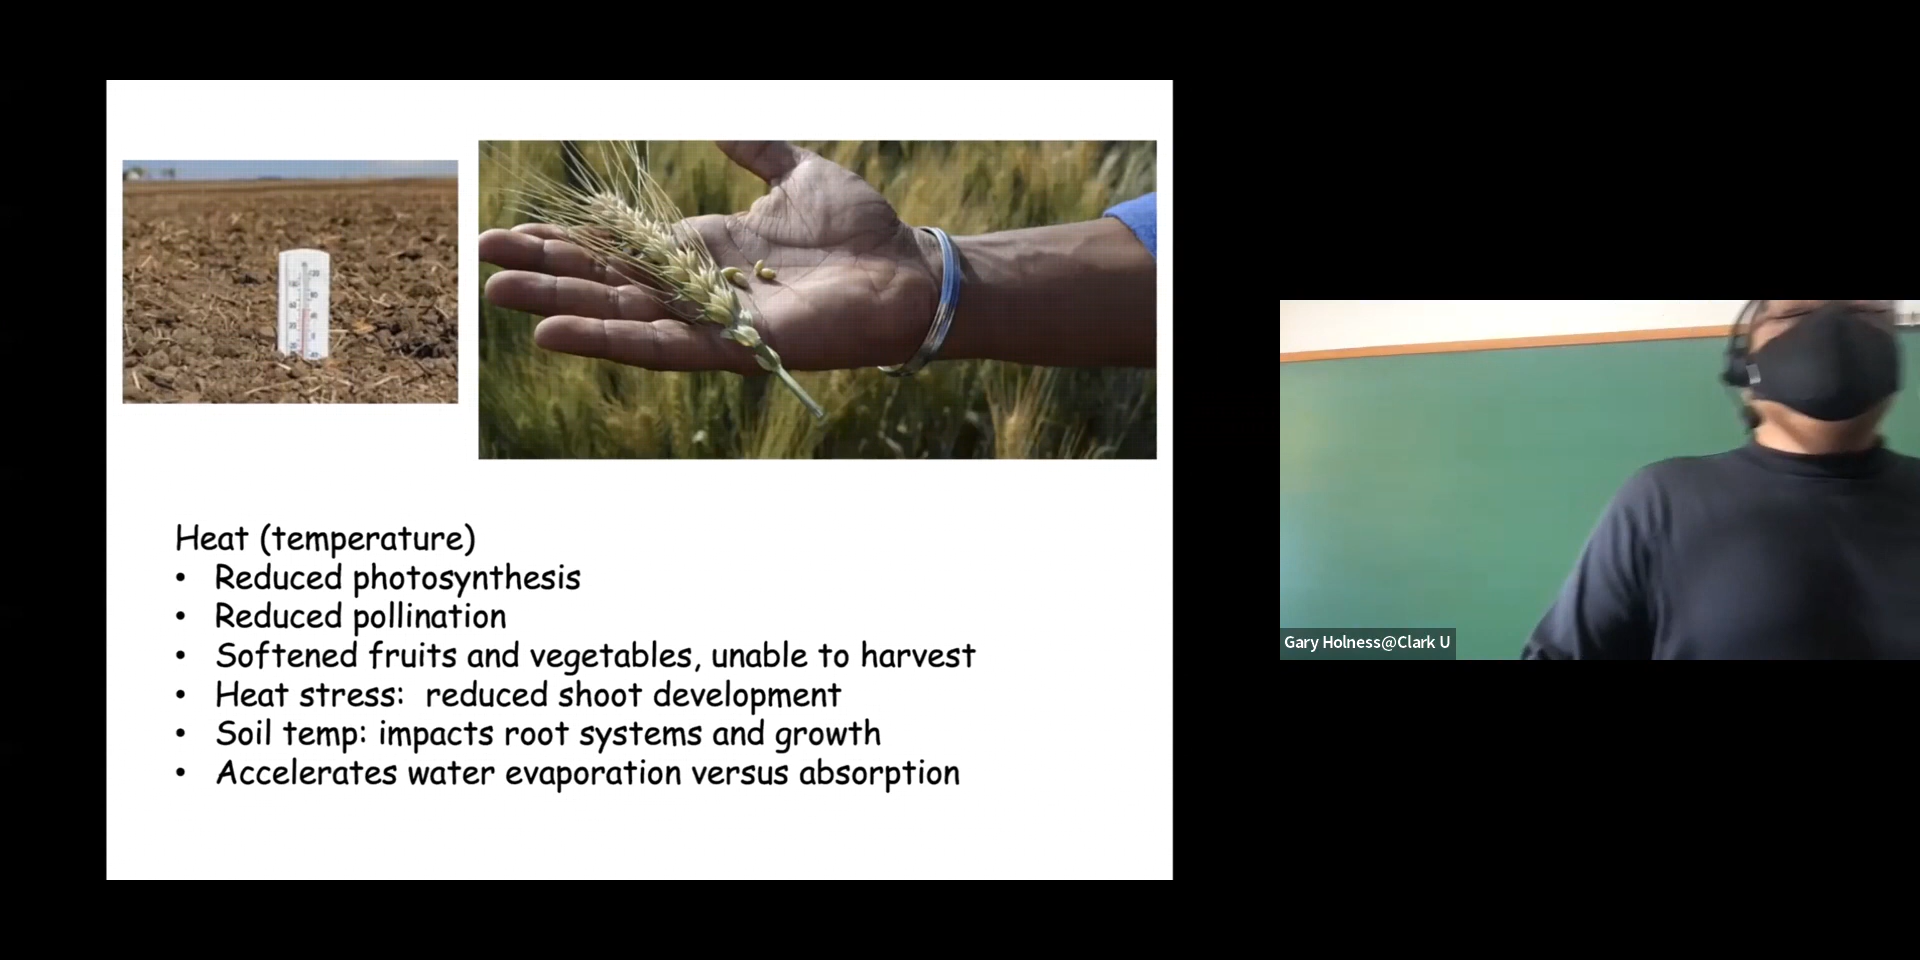 Heat (temperature)
• Reduced photosynthesis
• Reduced pollination
• Softened fruits and vegetables, unable to harvest
• Heat stress:  reduced shoot development
• Soil temp: impacts root systems and growth
• Accelerates water evaporation versus absorption
Gary Holness@Clark U